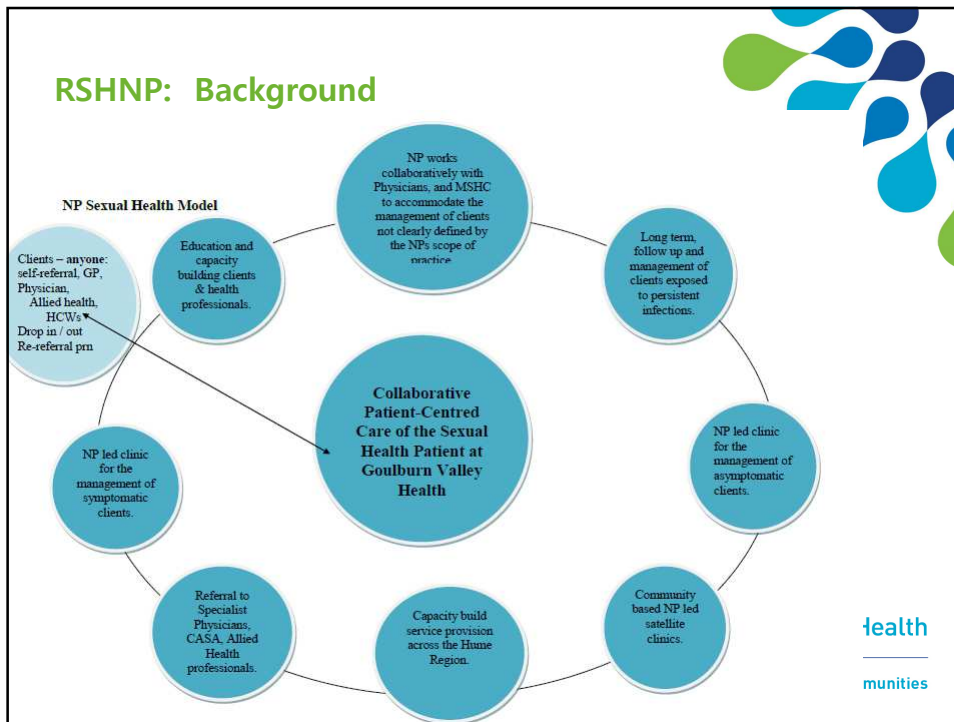 RSHNP: Background
NP Sexual Health Model
Clients – anyone:
self-referral, GP,
Physician,
Allied health,
HCWs
Drop in / out
Re-referral prn
Education and
capacity
building clients
& health
professionals.
NP works
collaboratively with
Physicians, and MSHC
to accommodate the
management of clients
not clearly defined by
the NPs scope of
practice
Long term,
follow up and
management of
clients exposed
to persistent
infections.
Collaborative
Patient-Centred
Care of the Sexual
Health Patient at
Goulburn Valley
Health
NP led clinic
for the
management of
symptomatic
clients.
NP led clinic
for the
management of
asymptomatic
clients.
Referral to
Specialist
Physicians,
CASA, Allied
Health
professionals.
Capacity build
service provision
across the Hume
Region.
Community
based NP led
satellite
clinics.
Health
munities